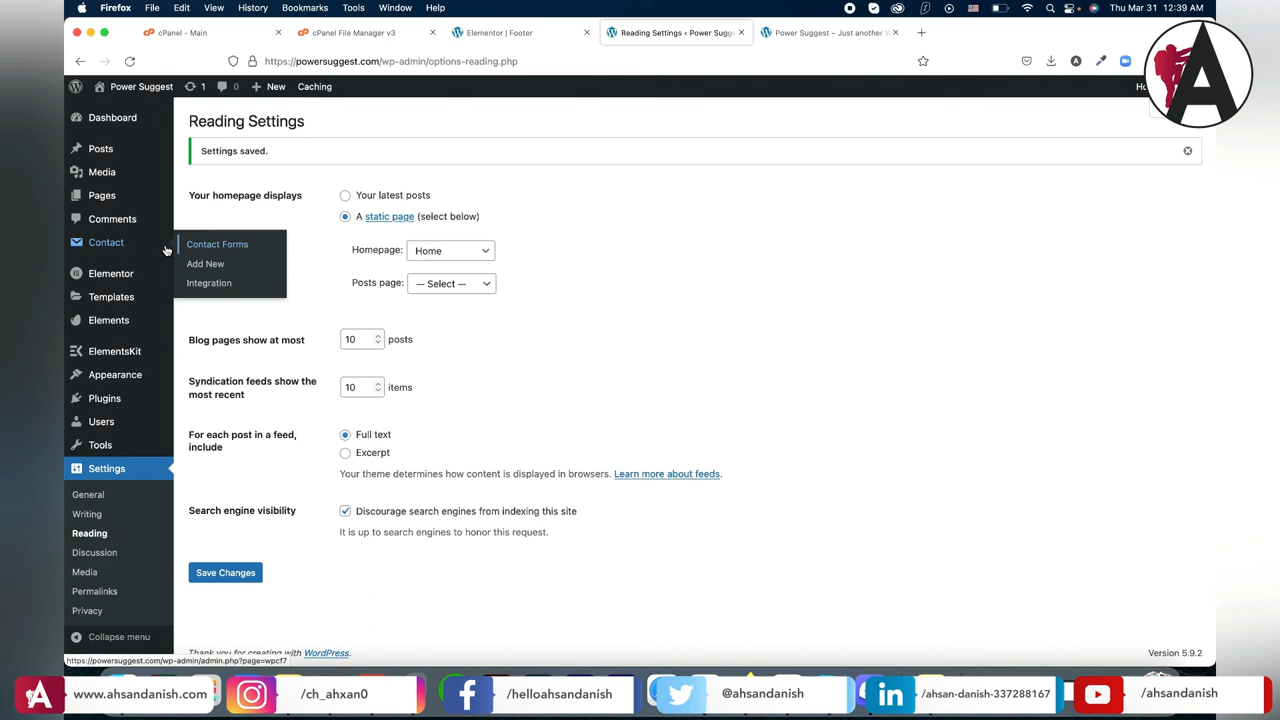 Firefox File Edit View History Bookmarks Tools Window Help Thu Mar 31 12:39 AM
cPanel - Main cPanel File Manager v3 Elementor | Footer Reading Settings ‹ Power Sugg Power Suggest – Just another W
https://powersuggest.com/wp-admin/options-reading.php
Power Suggest 1 0 New Caching
Dashboard
Posts
Media
Pages
Comments
Contact
Contact Forms
Add New
Integration
Elementor
Templates
Elements
ElementsKit
Appearance
Plugins
Users
Tools
Settings
General
Writing
Reading
Discussion
Media
Permalinks
Privacy
Collapse menu
https://powersuggest.com/wp-admin/admin.php?page=wpcf7
Reading Settings
Settings saved.
Your homepage displays
Your latest posts
A static page (select below)
Homepage: Home
Posts page: — Select —
Blog pages show at most 10 posts
Syndication feeds show the most recent 10 items
For each post in a feed, include
Full text
Excerpt
Your theme determines how content is displayed in browsers. Learn more about feeds.
Search engine visibility Discourage search engines from indexing this site
It is up to search engines to honor this request.
Save Changes
Thank you for creating with WordPress.
Version 5.9.2
www.ahsandanish.com /ch_ahxan0 /helloahsandanish @ahsandanish /ahsan-danish-337288167 /ahsandanish